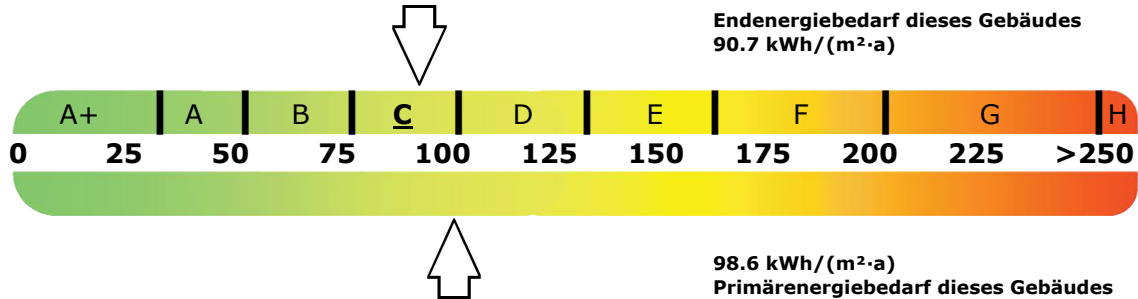 Endenergiebedarf dieses Gebäudes
90.7 kWh/(m²·a)
A+ A B C D E F G H
0 25 50 75 100 125 150 175 200 225 >250
98.6 kWh/(m²·a)
Primärenergiebedarf dieses Gebäudes